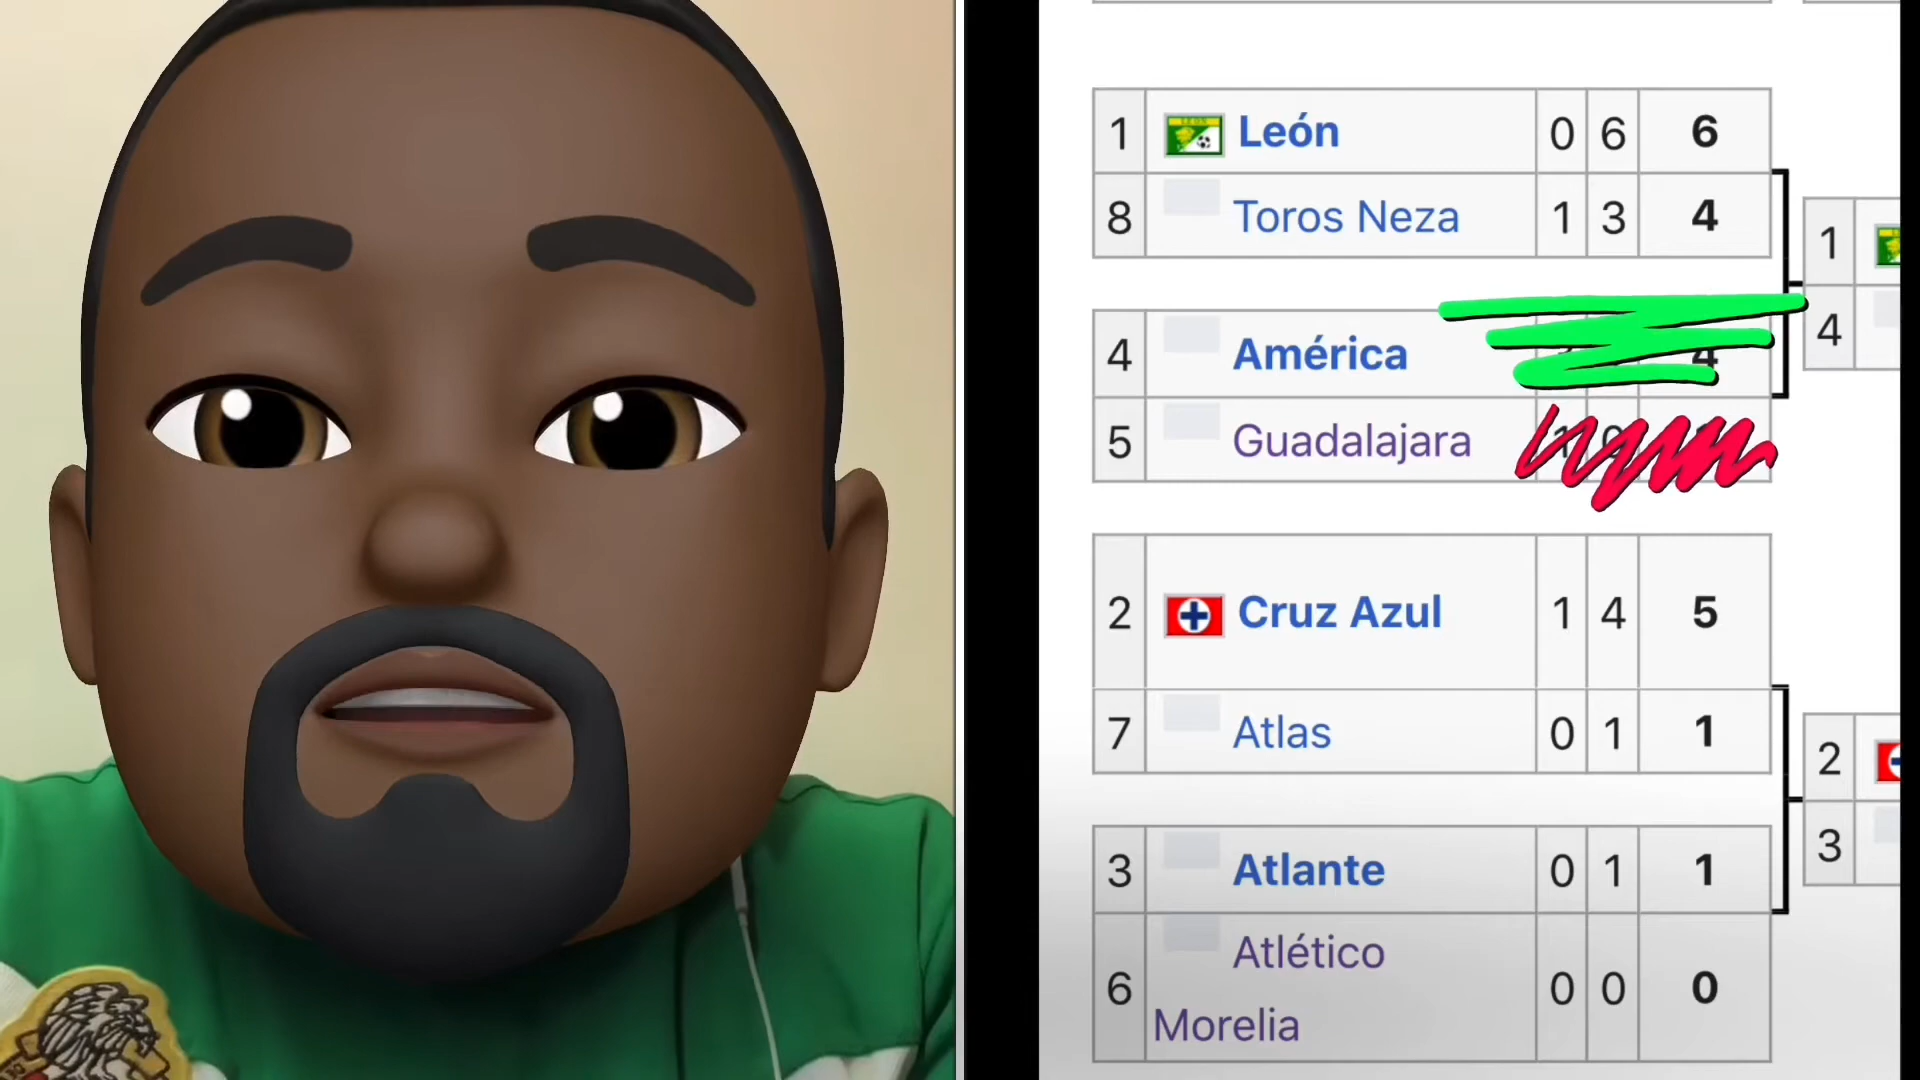 1 León 0 6 6
8 Toros Neza 1 3 4
1
4 América 4
4
5 Guadalajara
2 Cruz Azul 1 4 5
7 Atlas 0 1 1
2
3 Atlante 0 1 1
3
6 Atlético 0 0 0
Morelia